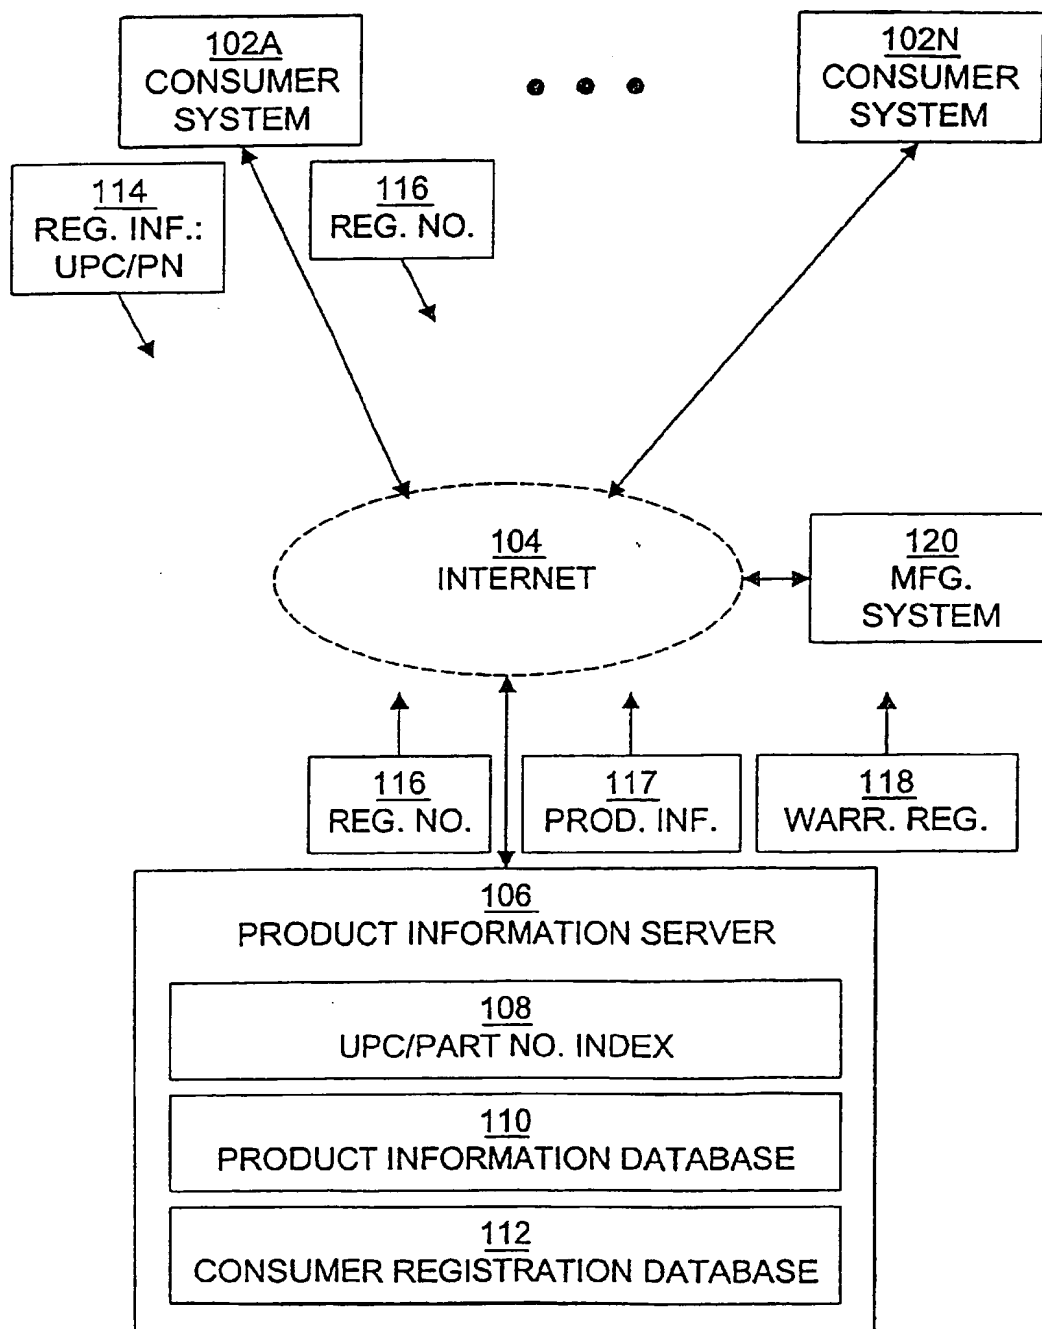 102A
CONSUMER
SYSTEM
102N
CONSUMER
SYSTEM
114
REG. INF.:
UPC/PN
116
REG. NO.
104
INTERNET
120
MFG.
SYSTEM
116
REG. NO.
117
PROD. INF.
118
WARR. REG.
106
PRODUCT INFORMATION SERVER
108
UPC/PART NO. INDEX
110
PRODUCT INFORMATION DATABASE
112
CONSUMER REGISTRATION DATABASE